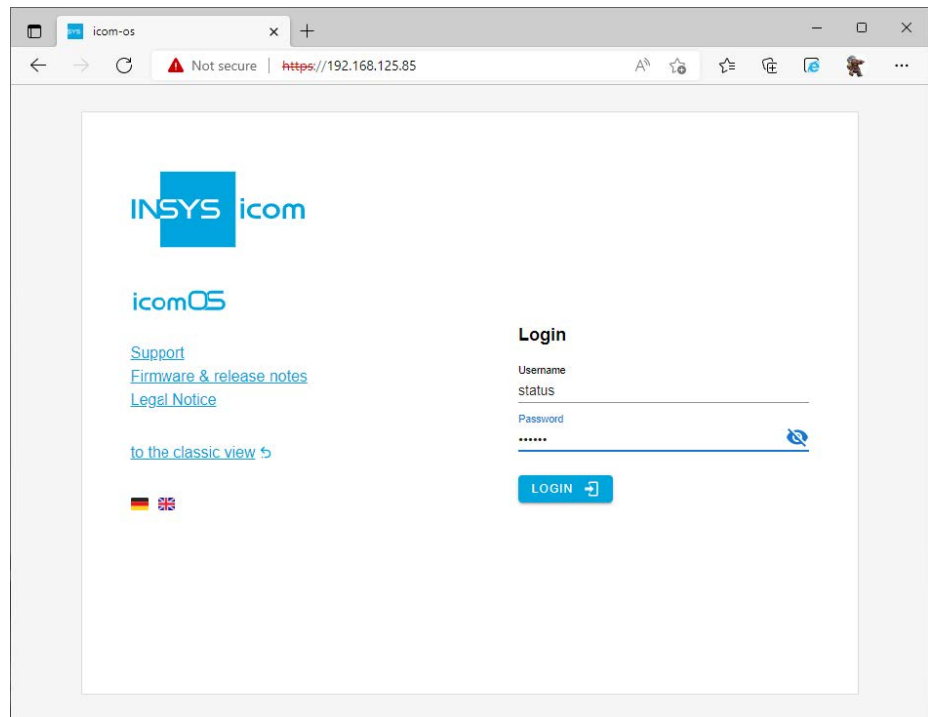 INSYS
icom-os
Not secure | https://192.168.125.85
INSYS icom
icomOS
Support
Firmware & release notes
Legal Notice
to the classic view
Login
Username
status
Password
••••••
LOGIN